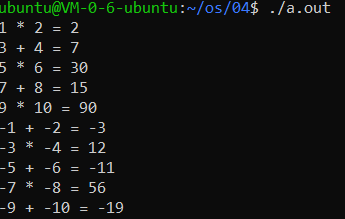 ubuntu@VM-0-6-ubuntu:~/os/04$ ./a.out
1 * 2 = 2
3 + 4 = 7
5 * 6 = 30
7 + 8 = 15
9 * 10 = 90
-1 + -2 = -3
-3 * -4 = 12
-5 + -6 = -11
-7 * -8 = 56
-9 + -10 = -19